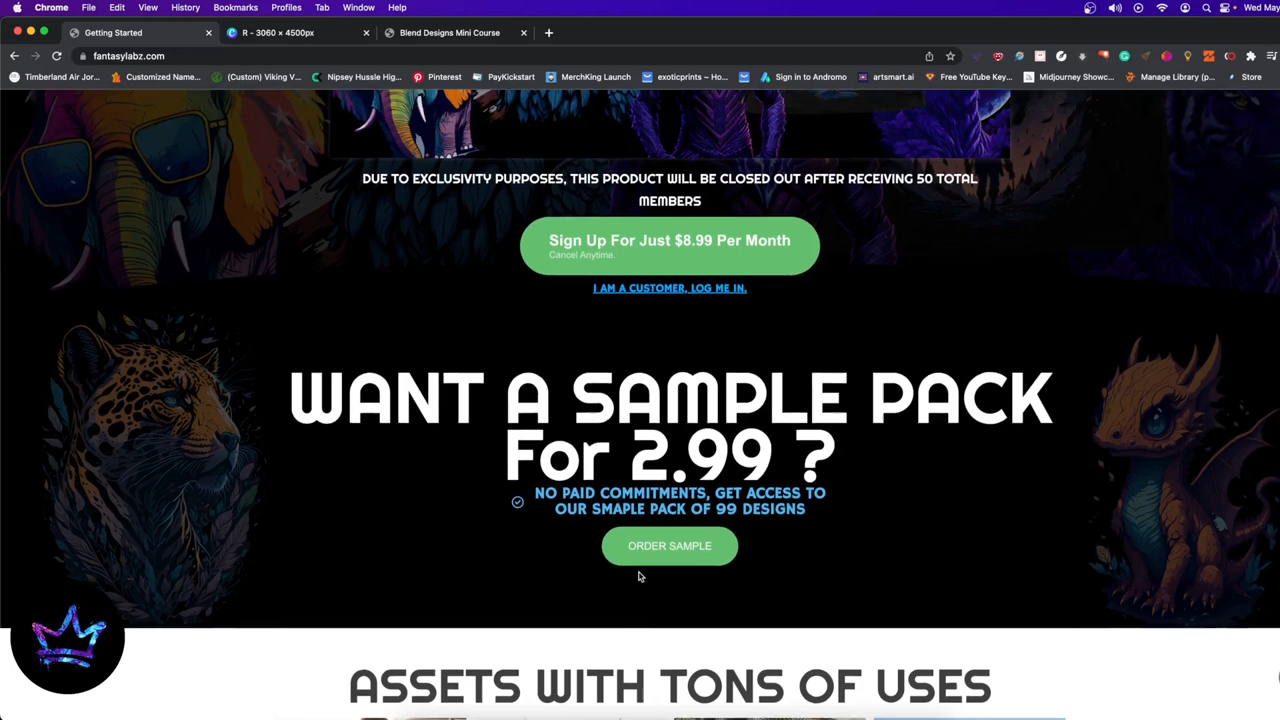 Chrome File Edit View History Bookmarks Profiles Tab Window Help Wed May
Getting Started R - 3060 × 4500px Blend Designs Mini Course
fantasylabz.com
Timberland Air Jor... Customized Name... (Custom) Viking V... Nipsey Hussle Hig... Pinterest PayKickstart MerchKing Launch exoticprints – Ho... Sign in to Andromo artsmart.ai Free YouTube Key... Midjourney Showc... Manage Library (p... Store
DUE TO EXCLUSIVITY PURPOSES, THIS PRODUCT WILL BE CLOSED OUT AFTER RECEIVING 50 TOTAL
MEMBERS
Sign Up For Just $8.99 Per Month
Cancel Anytime.
I AM A CUSTOMER, LOG ME IN.
WANT A SAMPLE PACK
For 2.99 ?
NO PAID COMMITMENTS, GET ACCESS TO
OUR SMAPLE PACK OF 99 DESIGNS
ORDER SAMPLE
ASSETS WITH TONS OF USES